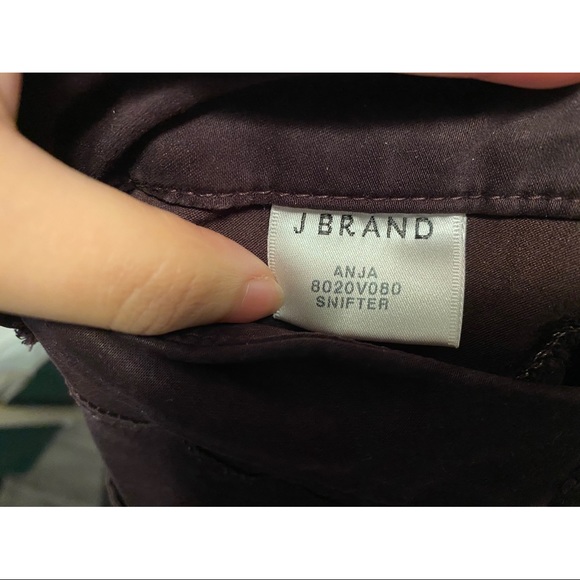 J BRAND
ANJA
8020V080
SNIFTER